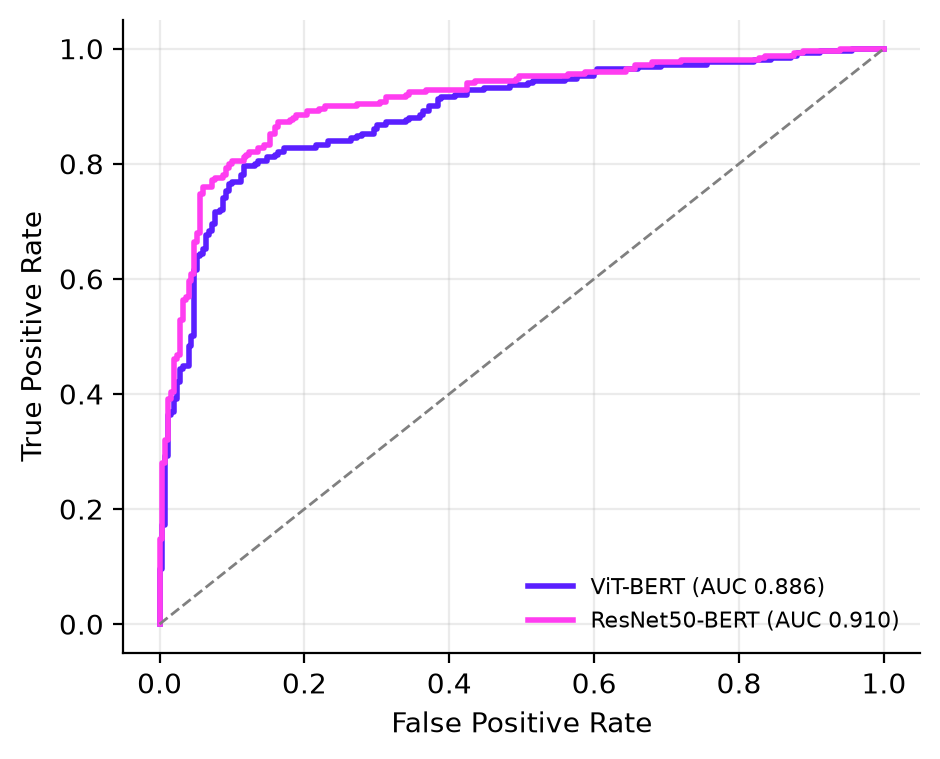 1.0
0.8
0.6
0.4
0.2
0.0
True Positive Rate
ViT-BERT (AUC 0.886)
ResNet50-BERT (AUC 0.910)
0.0 0.2 0.4 0.6 0.8 1.0
False Positive Rate